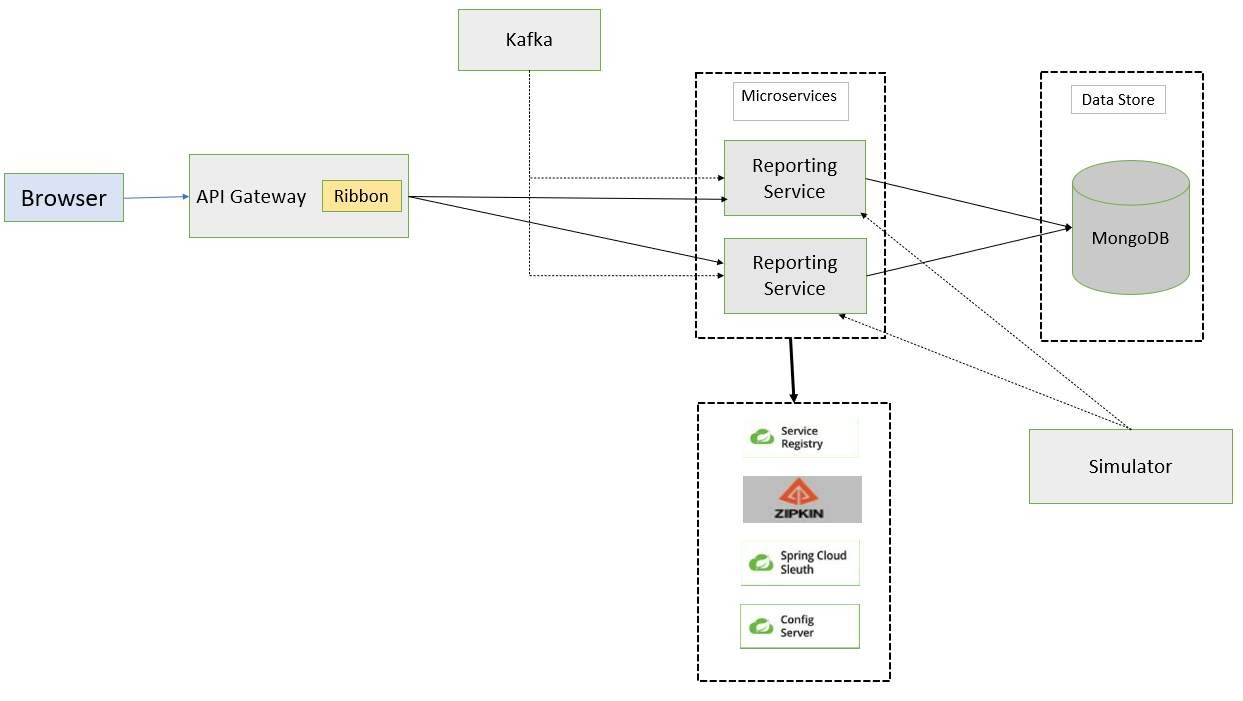 Kafka
Microservices
Data Store
Reporting
Service
Browser
API Gateway
Ribbon
Reporting
Service
MongoDB
Service
Registry
Simulator
ZIPKIN
Spring Cloud
Sleuth
Config
Server